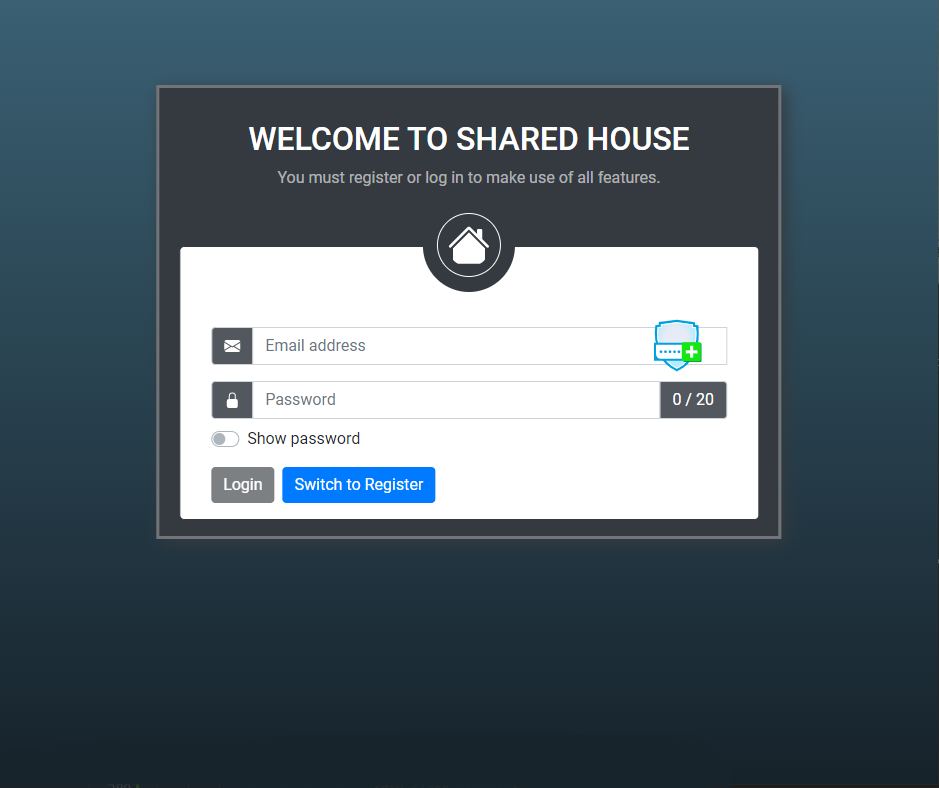 WELCOME TO SHARED HOUSE
You must register or log in to make use of all features.
Email address
Password
0 / 20
Show password
Login
Switch to Register